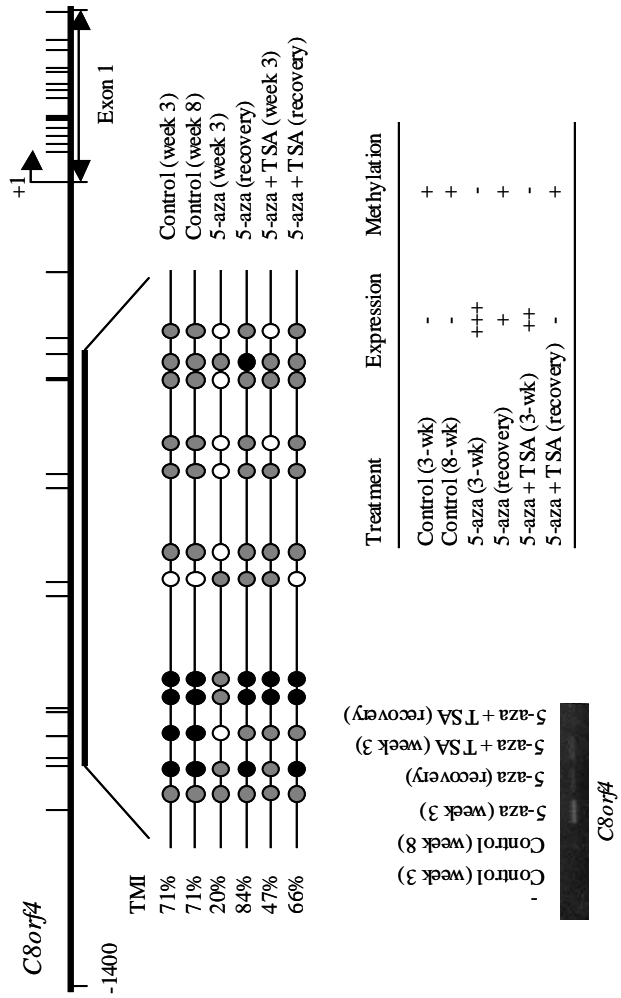 C8orf4
-1400
+1
Exon 1
TMI
71% Control (week 3)
71% Control (week 8)
20% 5-aza (week 3)
84% 5-aza (recovery)
47% 5-aza + TSA (week 3)
66% 5-aza + TSA (recovery)
-
Control (week 3)
Control (week 8)
5-aza (week 3)
5-aza (recovery)
5-aza + TSA (week 3)
5-aza + TSA (recovery)
C8orf4
Treatment Expression Methylation
Control (3-wk) - +
Control (8-wk) - +
5-aza (3-wk) +++ -
5-aza (recovery) + +
5-aza + TSA (3-wk) ++ -
5-aza + TSA (recovery) - +